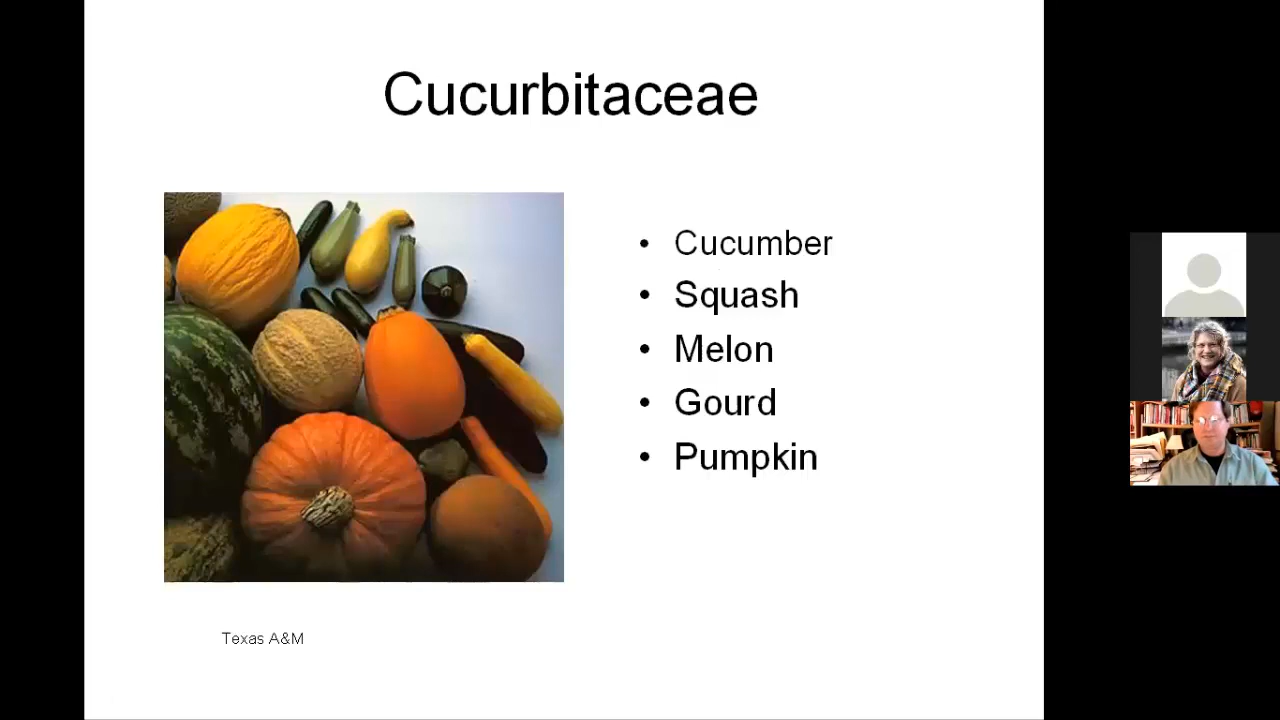 Cucurbitaceae
• Cucumber
• Squash
• Melon
• Gourd
• Pumpkin
Texas A&M